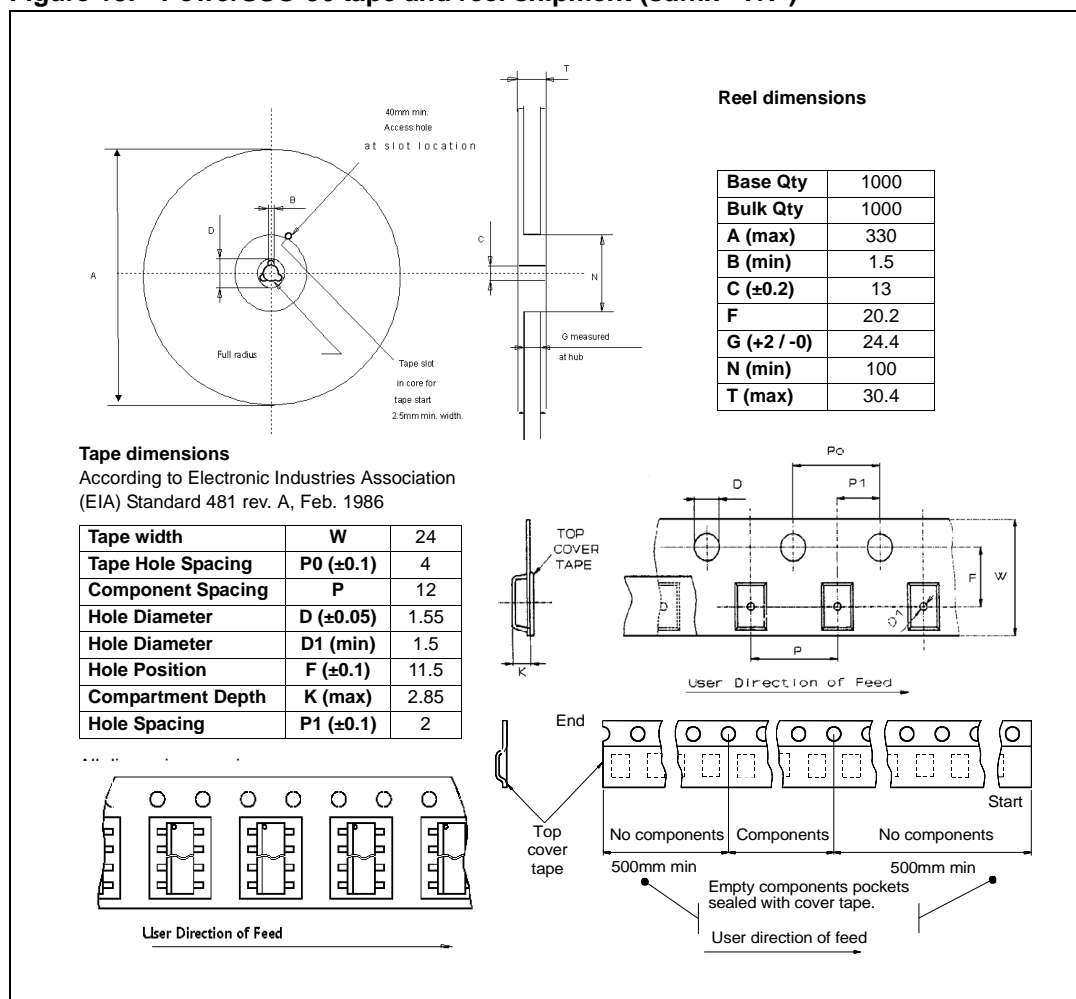 T
Reel dimensions
40mm min.
Access hole
at slot location
B
D
A
C
N
Full radius
Tape slot
in core for
tape start
2.5mm min. width.
G measured
at hub
Base Qty 1000
Bulk Qty 1000
A (max) 330
B (min) 1.5
C (±0.2) 13
F 20.2
G (+2 / -0) 24.4
N (min) 100
T (max) 30.4
Tape dimensions
According to Electronic Industries Association
(EIA) Standard 481 rev. A, Feb. 1986
Tape width W 24
Tape Hole Spacing P0 (±0.1) 4
Component Spacing P 12
Hole Diameter D (±0.05) 1.55
Hole Diameter D1 (min) 1.5
Hole Position F (±0.1) 11.5
Compartment Depth K (max) 2.85
Hole Spacing P1 (±0.1) 2
Po
D
P1
TOP
COVER
TAPE
F
W
D1
P
K
User Direction of Feed
End
Start
Top
cover
tape
No components
Components
No components
500mm min
500mm min
Empty components pockets
sealed with cover tape.
User direction of feed
User Direction of Feed